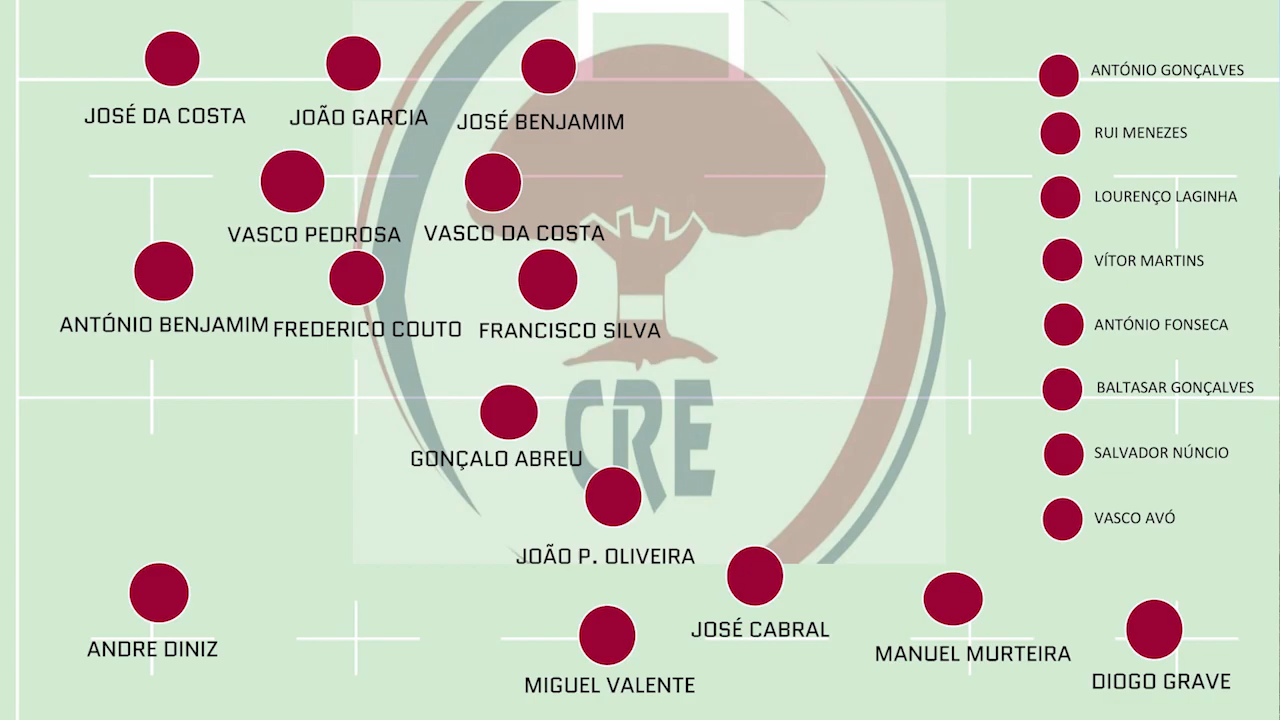 JOSÉ DA COSTA
JOÃO GARCIA
JOSÉ BENJAMIM
VASCO PEDROSA
VASCO DA COSTA
ANTÓNIO BENJAMIM
FREDERICO COUTO
FRANCISCO SILVA
CRE
GONÇALO ABREU
JOÃO P. OLIVEIRA
ANDRE DINIZ
MIGUEL VALENTE
JOSÉ CABRAL
MANUEL MURTEIRA
DIOGO GRAVE
ANTÓNIO GONÇALVES
RUI MENEZES
LOURENÇO LAGINHA
VÍTOR MARTINS
ANTÓNIO FONSECA
BALTASAR GONÇALVES
SALVADOR NÚNCIO
VASCO AVÓ